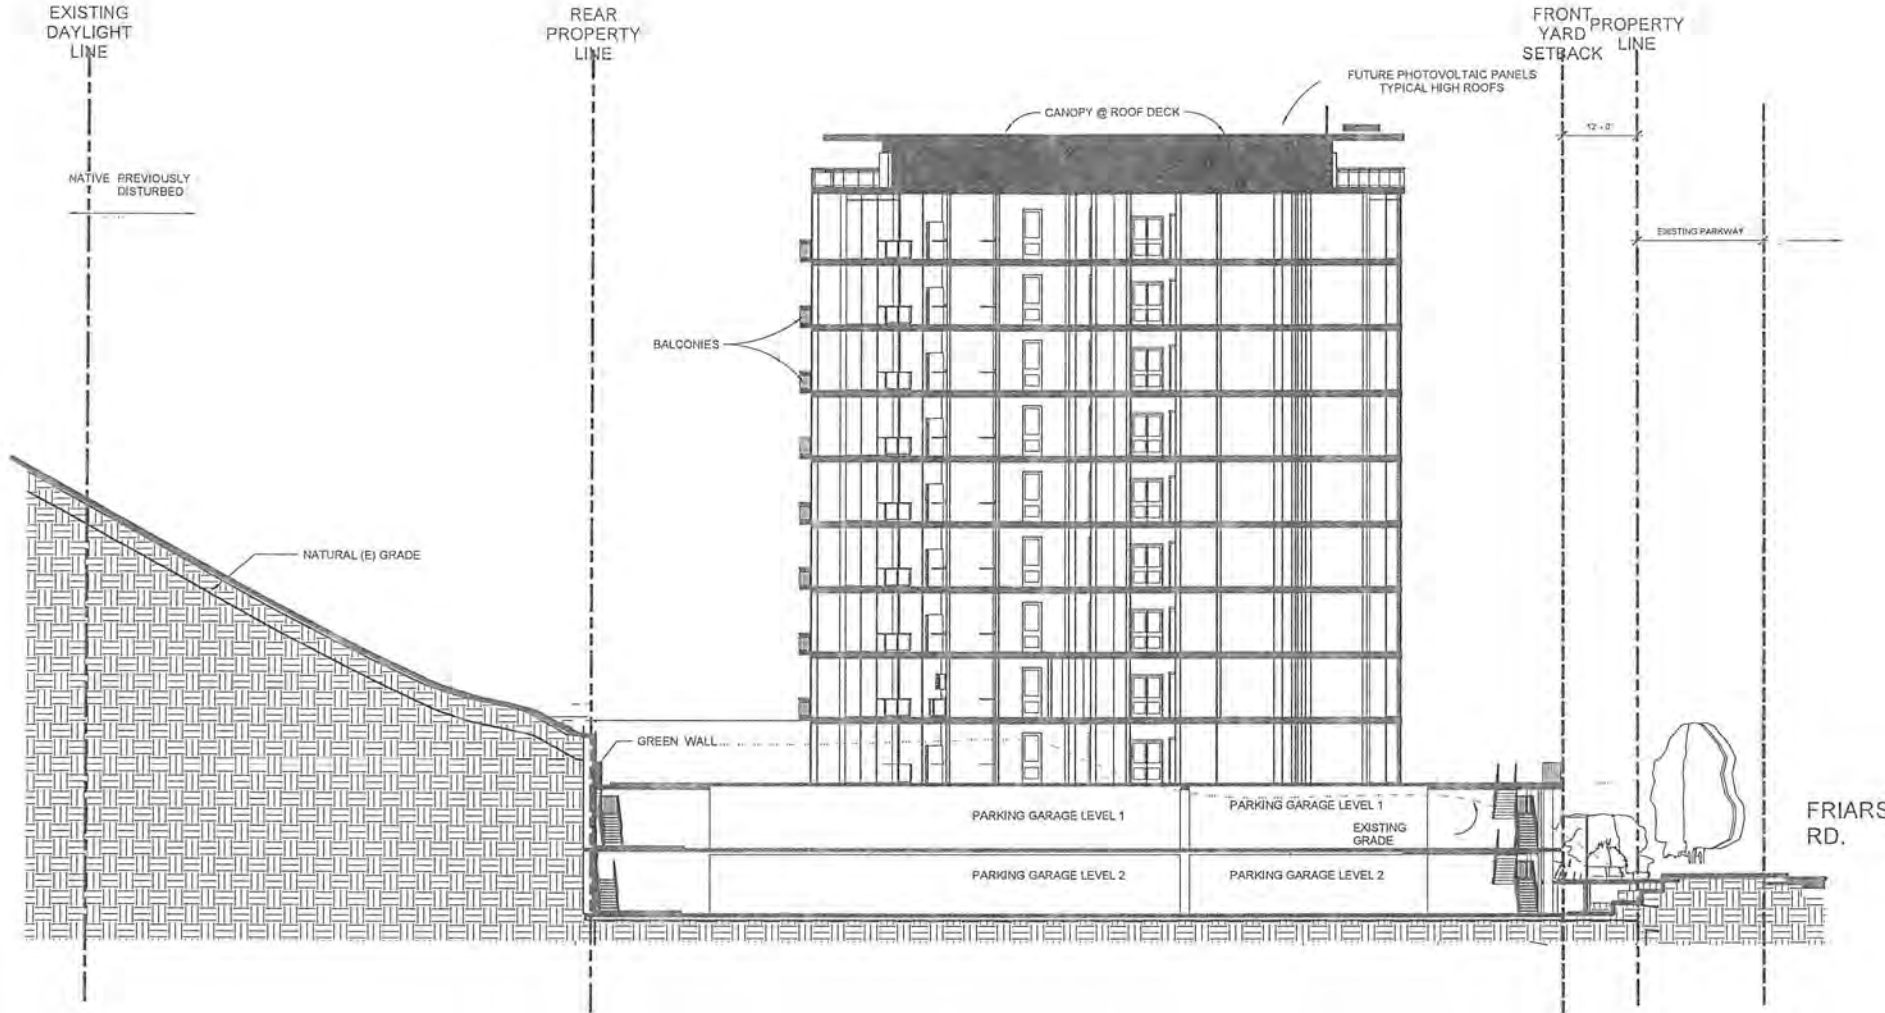 EXISTING
DAYLIGHT
LINE
REAR
PROPERTY
LINE
FRONT
YARD
SETBACK
PROPERTY
LINE
FUTURE PHOTOVOLTAIC PANELS
TYPICAL HIGH ROOFS
CANOPY @ ROOF DECK
12 - 0"
NATIVE PREVIOUSLY
DISTURBED
EXISTING PARKWAY
BALCONIES
NATURAL (E) GRADE
GREEN WALL
PARKING GARAGE LEVEL 1
PARKING GARAGE LEVEL 1
EXISTING
GRADE
FRIARS
RD.
PARKING GARAGE LEVEL 2
PARKING GARAGE LEVEL 2